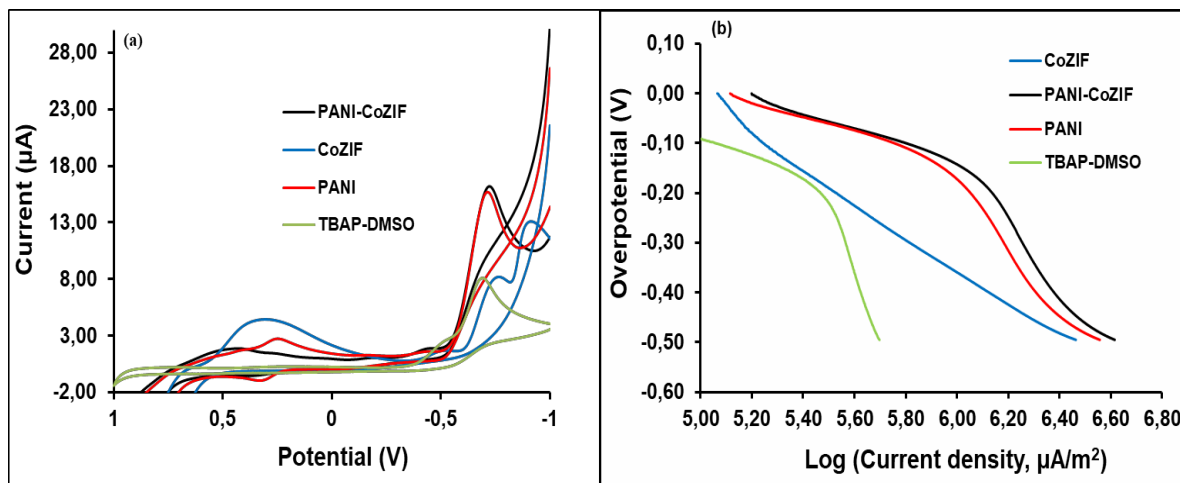 (a)
28,00
23,00
18,00
13,00
8,00
3,00
-2,00
Current (µA)
PANI-CoZIF
CoZIF
PANI
TBAP-DMSO
1
0,5
0
-0,5
-1
Potential (V)
(b)
0,10
0,00
-0,10
-0,20
-0,30
-0,40
-0,50
-0,60
Overpotential (V)
CoZIF
PANI-CoZIF
PANI
TBAP-DMSO
5,00
5,20
5,40
5,60
5,80
6,00
6,20
6,40
6,60
6,80
Log (Current density, µA/m²)